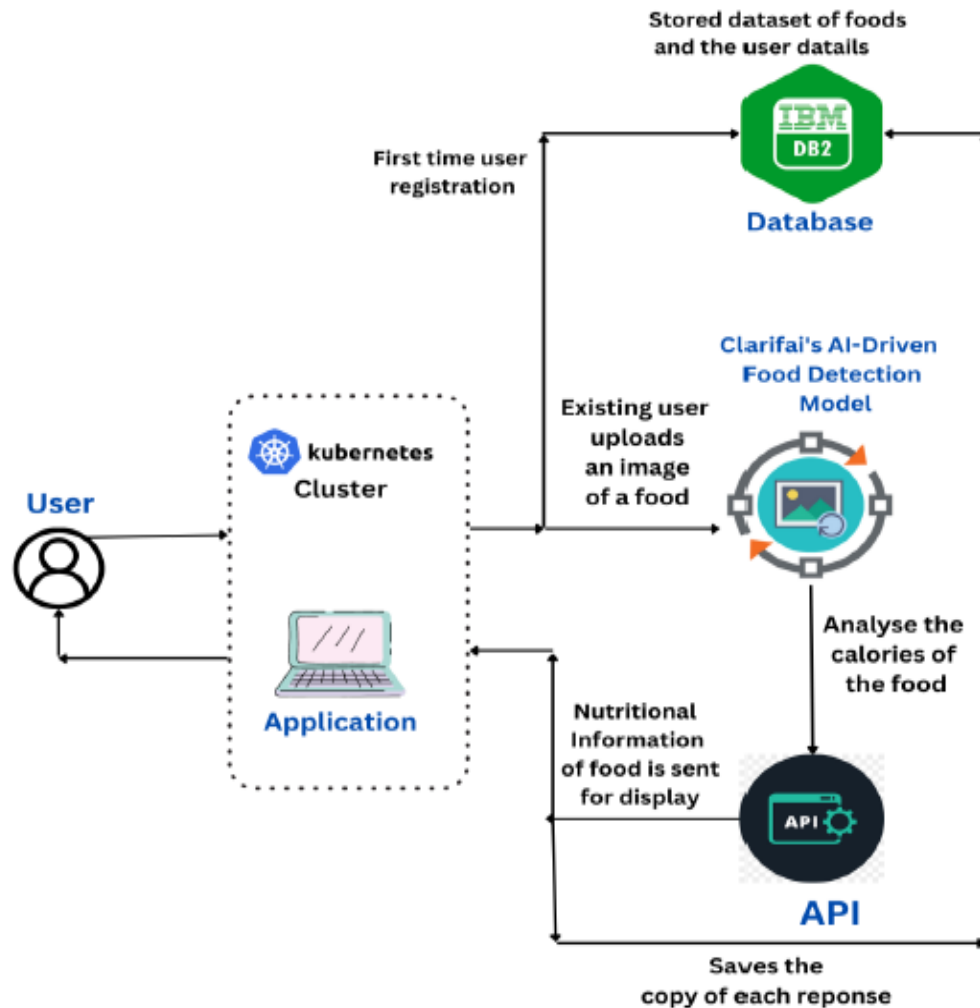 Stored dataset of foods
and the user datails
IBM
DB2
Database
First time user
registration
Clarifai's AI-Driven
Food Detection
Model
Existing user
uploads
an image
of a food
kubernetes
Cluster
User
Application
Analyse the
calories of
the food
Nutritional
Information
of food is sent
for display
API
API
Saves the
copy of each reponse